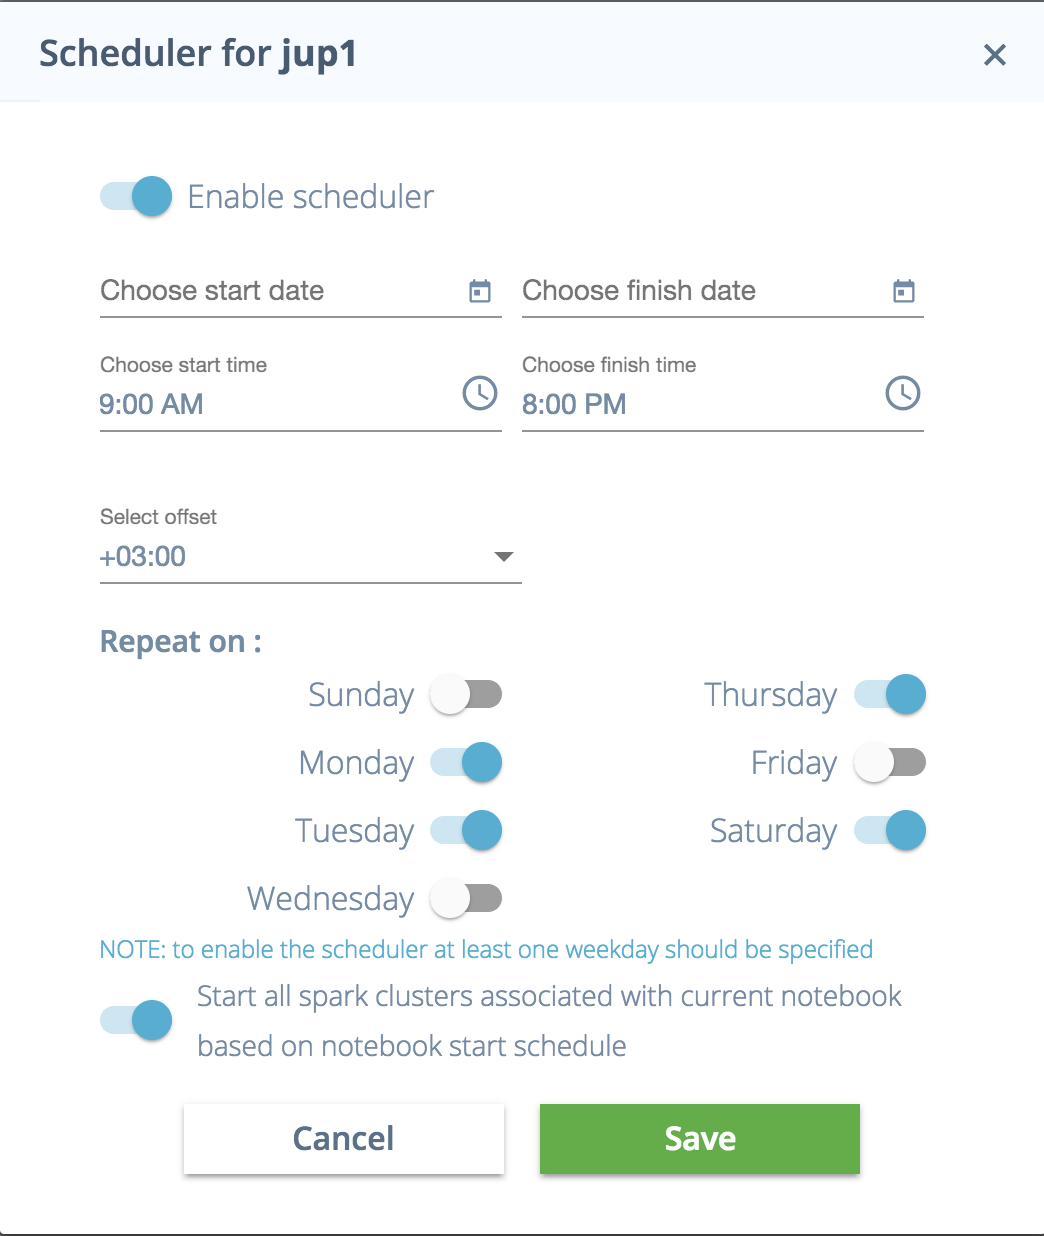 Scheduler for jup1
Enable scheduler
Choose start date
Choose finish date
Choose start time
9:00 AM
Choose finish time
8:00 PM
Select offset
+03:00
Repeat on :
Sunday
Monday
Tuesday
Wednesday
Thursday
Friday
Saturday
NOTE: to enable the scheduler at least one weekday should be specified
Start all spark clusters associated with current notebook
based on notebook start schedule
Cancel
Save